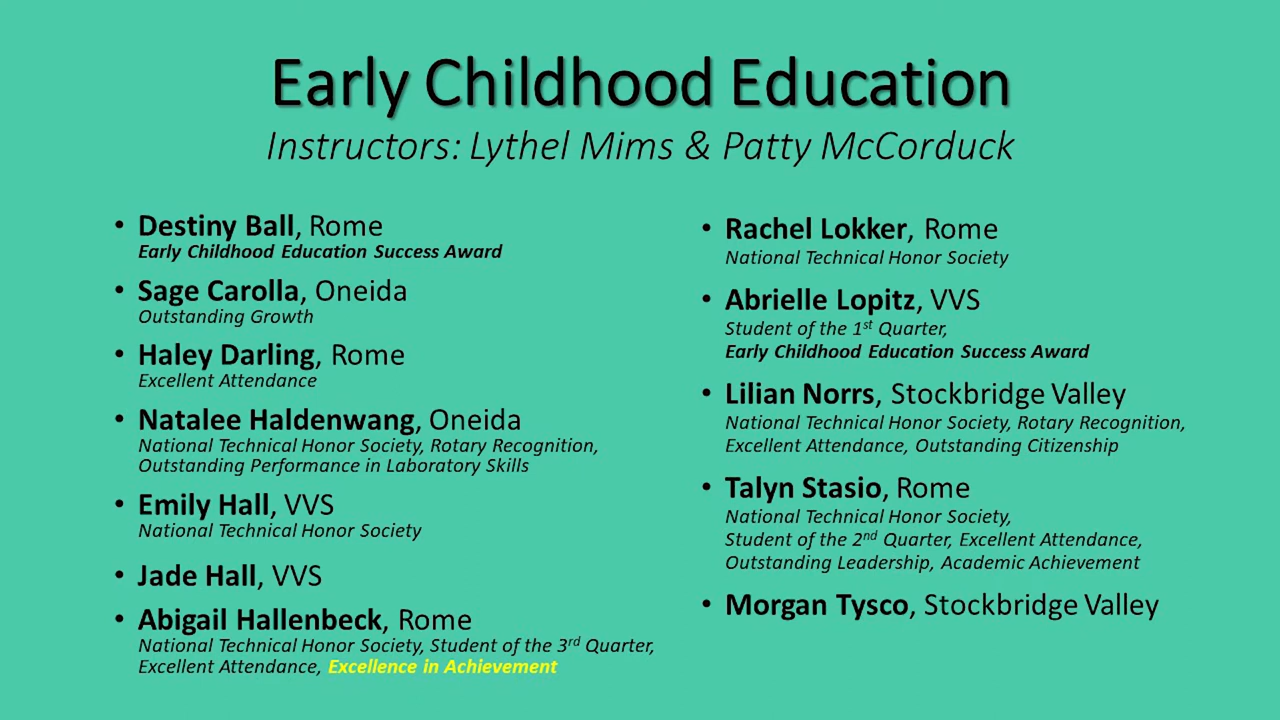 Early Childhood Education
Instructors: Lythel Mims & Patty McCorduck
• Destiny Ball, Rome
Early Childhood Education Success Award
• Sage Carolla, Oneida
Outstanding Growth
• Haley Darling, Rome
Excellent Attendance
• Natalee Haldenwang, Oneida
National Technical Honor Society, Rotary Recognition,
Outstanding Performance in Laboratory Skills
• Emily Hall, VVS
National Technical Honor Society
• Jade Hall, VVS
• Abigail Hallenbeck, Rome
National Technical Honor Society, Student of the 3rd Quarter,
Excellent Attendance, Excellence in Achievement
• Rachel Lokker, Rome
National Technical Honor Society
• Abrielle Lopitz, VVS
Student of the 1st Quarter,
Early Childhood Education Success Award
• Lilian Norrs, Stockbridge Valley
National Technical Honor Society, Rotary Recognition,
Excellent Attendance, Outstanding Citizenship
• Talyn Stasio, Rome
National Technical Honor Society,
Student of the 2nd Quarter, Excellent Attendance,
Outstanding Leadership, Academic Achievement
• Morgan Tysco, Stockbridge Valley